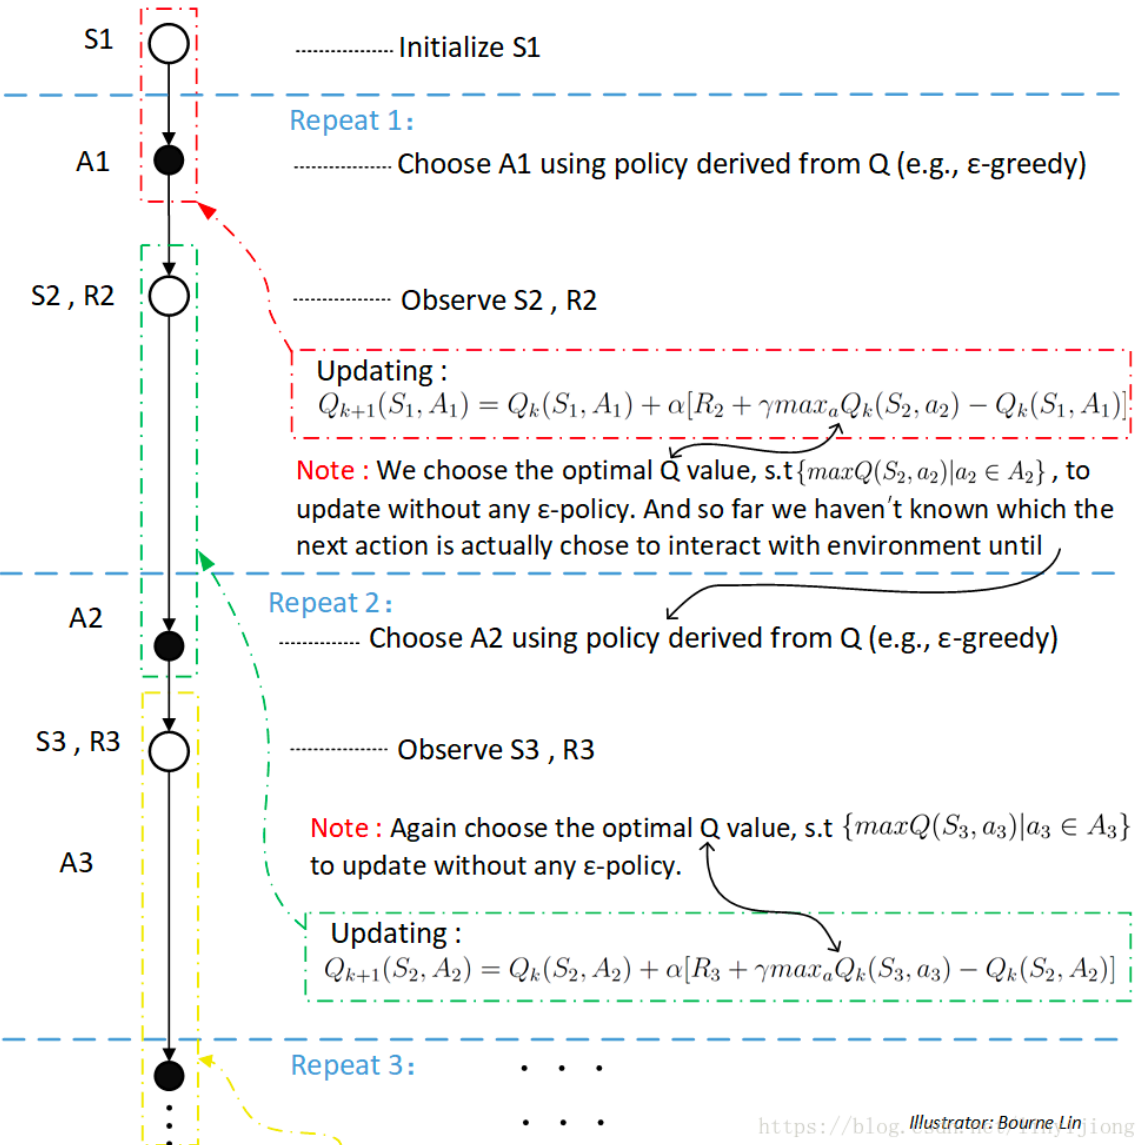 S1
Initialize S1
Repeat 1：
A1
Choose A1 using policy derived from Q (e.g., ε-greedy)
S2 , R2
Observe S2 , R2
Updating :
Q_{k+1}(S_1, A_1) = Q_k(S_1, A_1) + α[R_2 + γmax_aQ_k(S_2, a_2) − Q_k(S_1, A_1)]
Note : We choose the optimal Q value, s.t{maxQ(S_2, a_2)|a_2 ∈ A_2} , to
update without any ε-policy. And so far we haven't known which the
next action is actually chose to interact with environment until
Repeat 2：
A2
Choose A2 using policy derived from Q (e.g., ε-greedy)
S3 , R3
Observe S3 , R3
Note : Again choose the optimal Q value, s.t {maxQ(S_3, a_3)|a_3 ∈ A_3}
to update without any ε-policy.
A3
Updating :
Q_{k+1}(S_2, A_2) = Q_k(S_2, A_2) + α[R_3 + γmax_aQ_k(S_3, a_3) − Q_k(S_2, A_2)]
Repeat 3： . . .
. . .
Illustrator: Bourne Lin